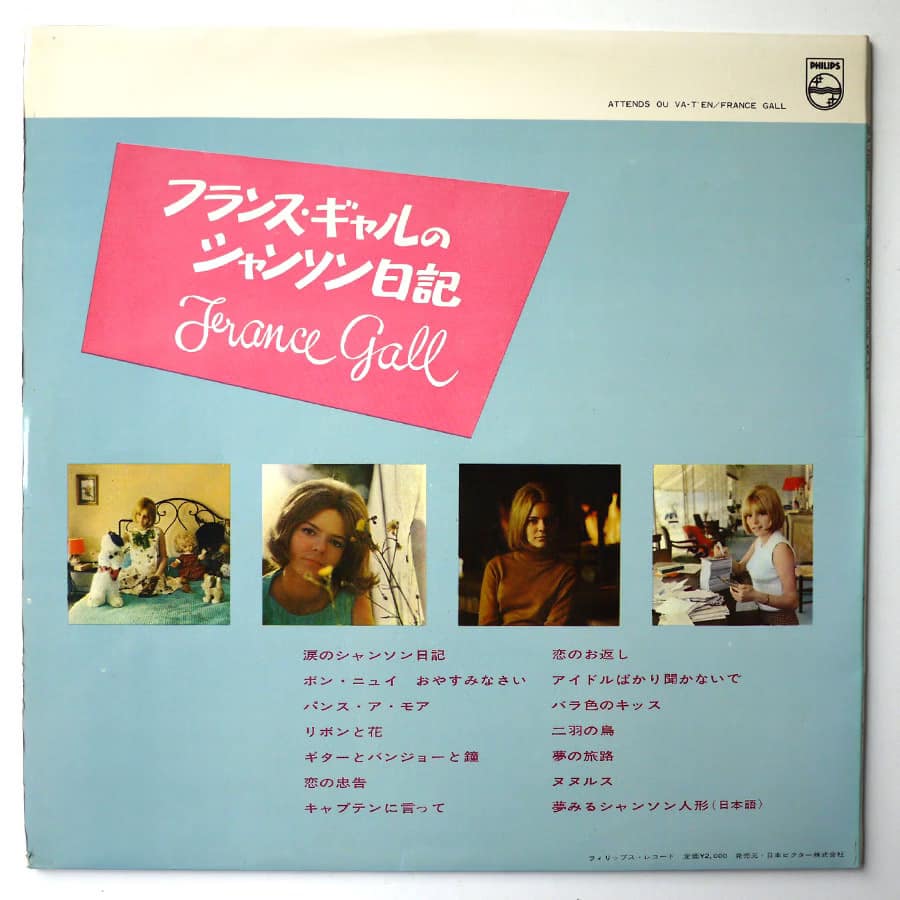 PHILIPS
ATTENDS OU VA-T'EN/FRANCE GALL
フランス・ギャルの
シャンソン日記
France Gall
涙のシャンソン日記
ボン・ニュイ　おやすみなさい
パンス・ア・モア
リボンと花
ギターとバンジョーと鐘
恋の忠告
キャプテンに言って
恋のお返し
アイドルばかり聞かないで
バラ色のキッス
二羽の鳥
夢の旅路
ヌヌルス
夢みるシャンソン人形(日本語)
フィリップス・レコード　定価¥2,000　発売元・日本ビクター株式会社